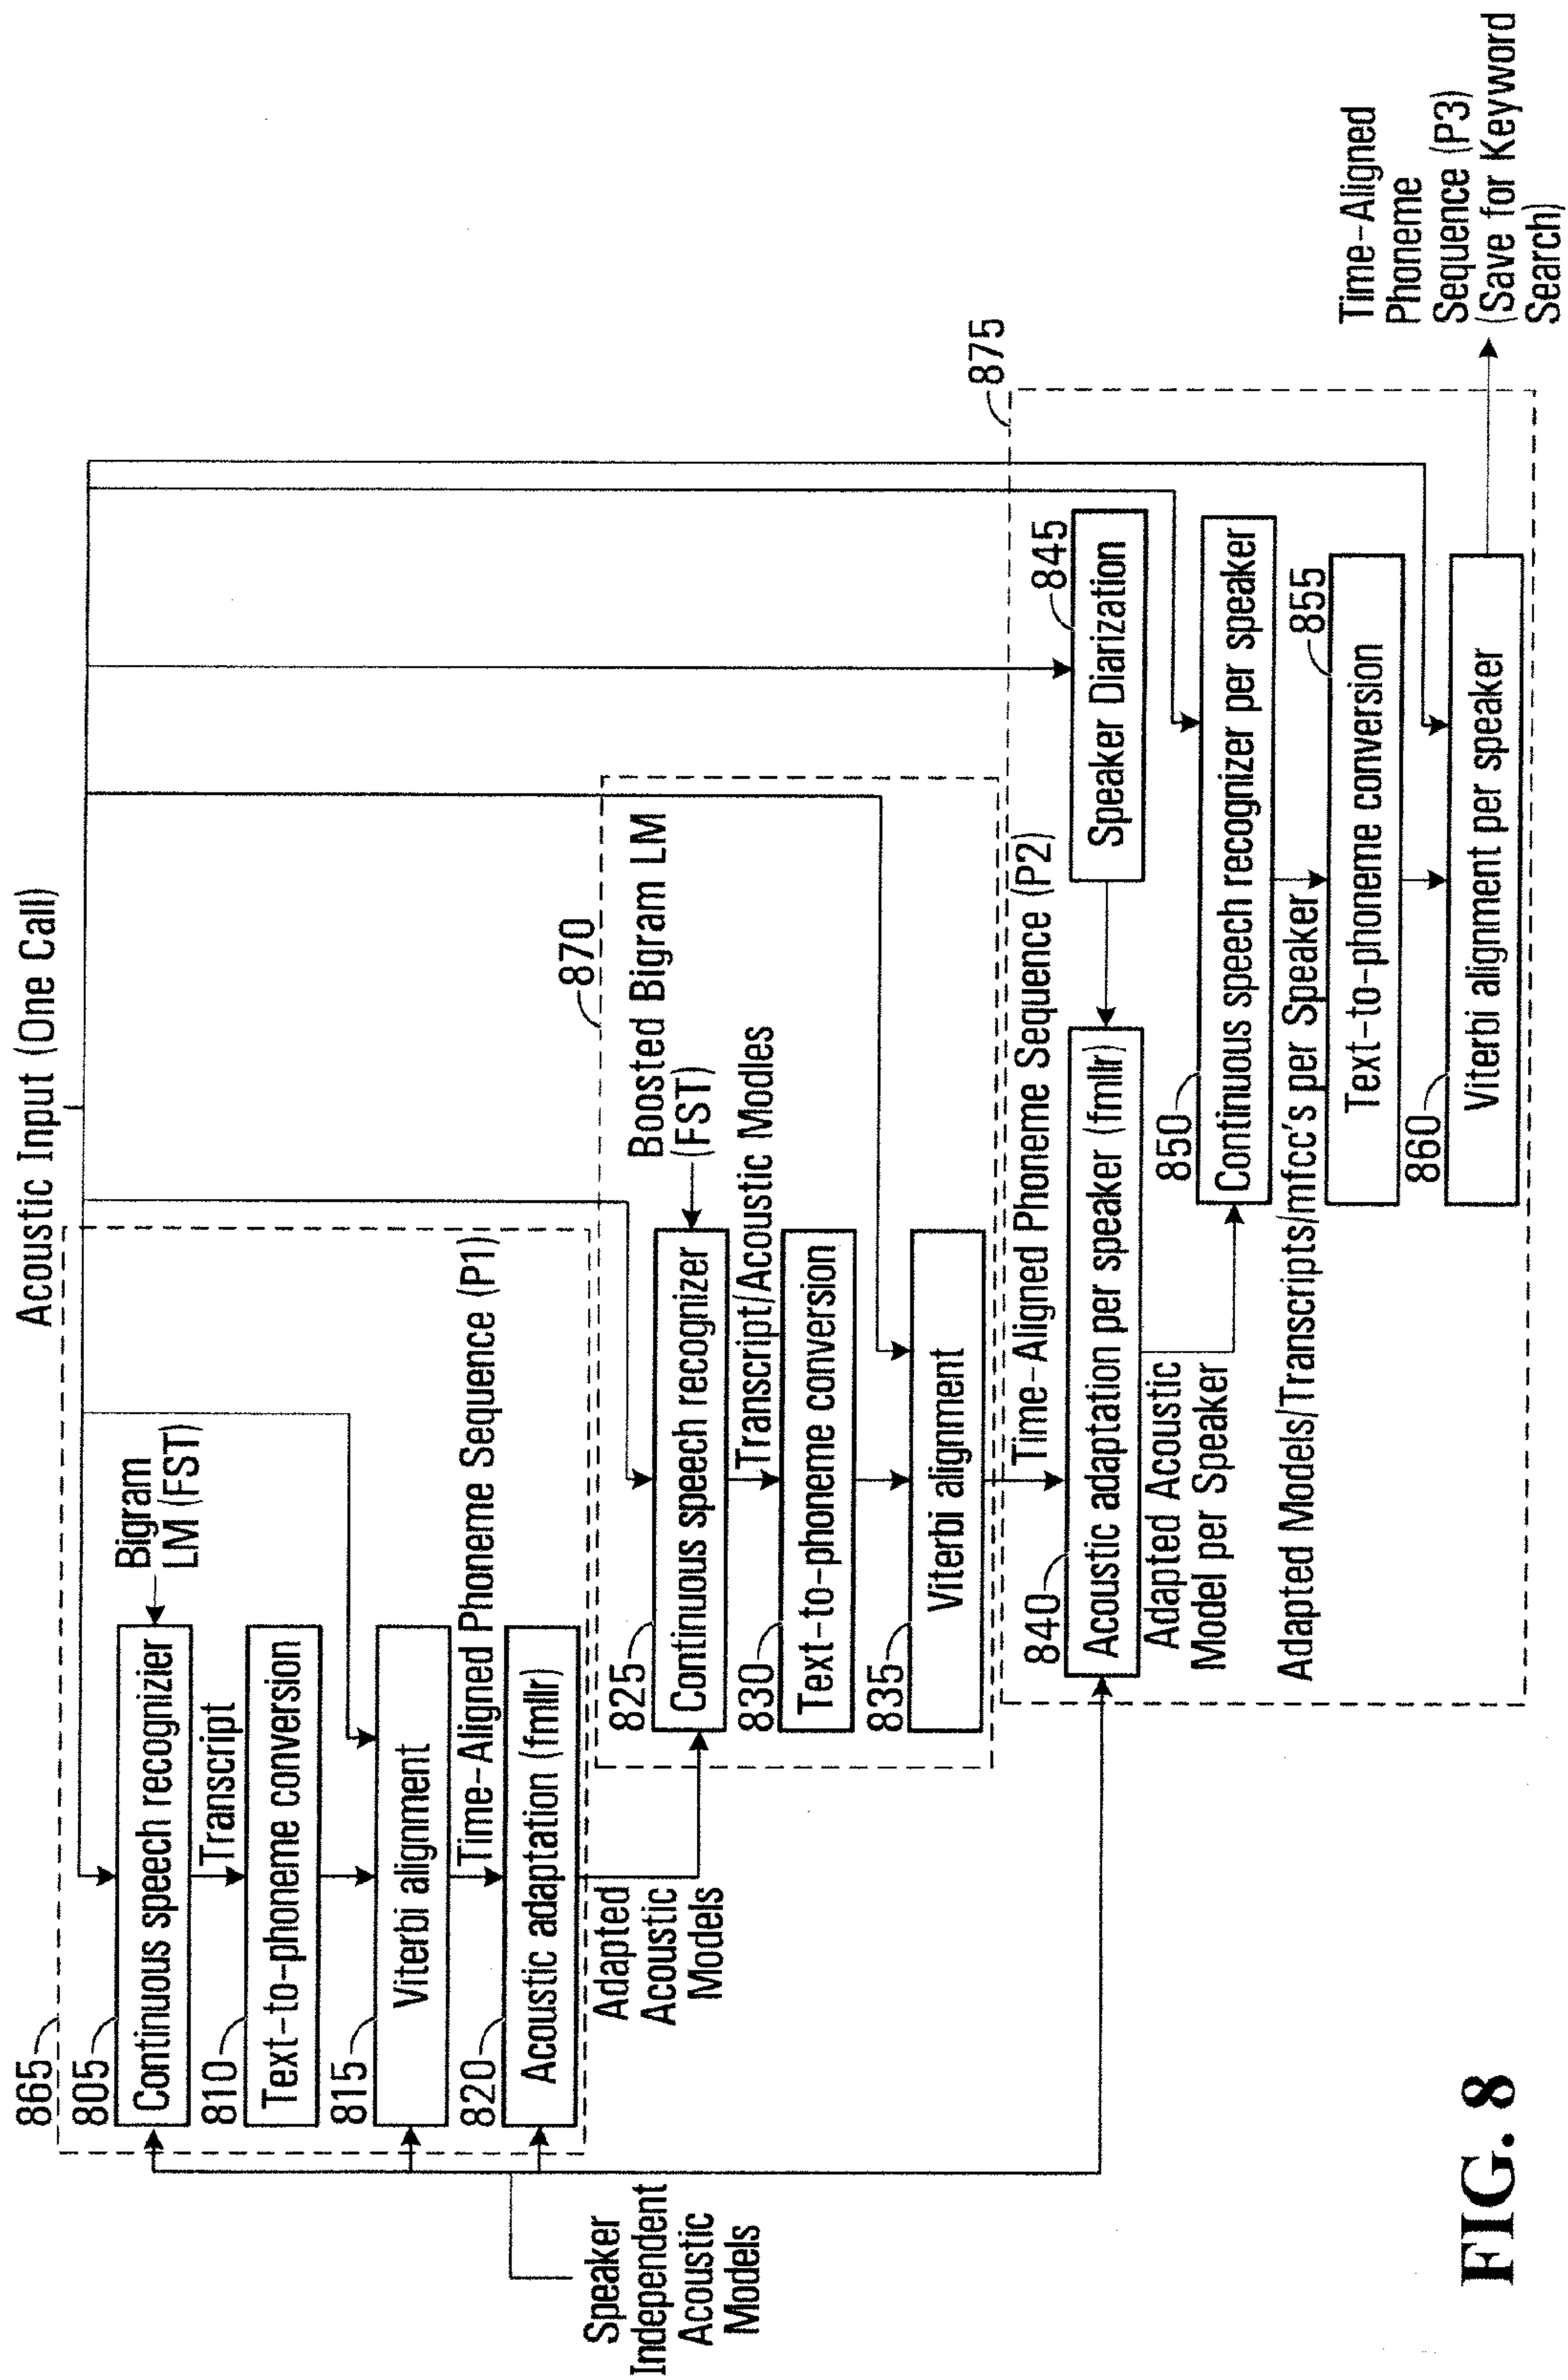 Acoustic Input (One Call)
865
805
Bigram
LM (FST)
Continuous speech recognizier
Transcript
810
Text-to-phoneme conversion
815
Viterbi alignment
Time-Aligned Phoneme Sequence (P1)
820
Acoustic adaptation (fmllr)
Adapted
Acoustic
Models
Speaker
Independent
Acoustic
Models
870
Boosted Bigram LM
(FST)
825
Continuous speech recognizer
Transcript/Acoustic Modles
830
Text-to-phoneme conversion
835
Viterbi alignment
Time-Aligned Phoneme Sequence (P2)
875
845
Speaker Diarization
840
Acoustic adaptation per speaker (fmllr)
Adapted Acoustic
Model per Speaker
850
Continuous speech recognizer per speaker
Adapted Models/Transcripts/mfcc's per Speaker
855
Text-to-phoneme conversion
860
Viterbi alignment per speaker
Time-Aligned
Phoneme
Sequence (P3)
(Save for Keyword
Search)
FIG. 8